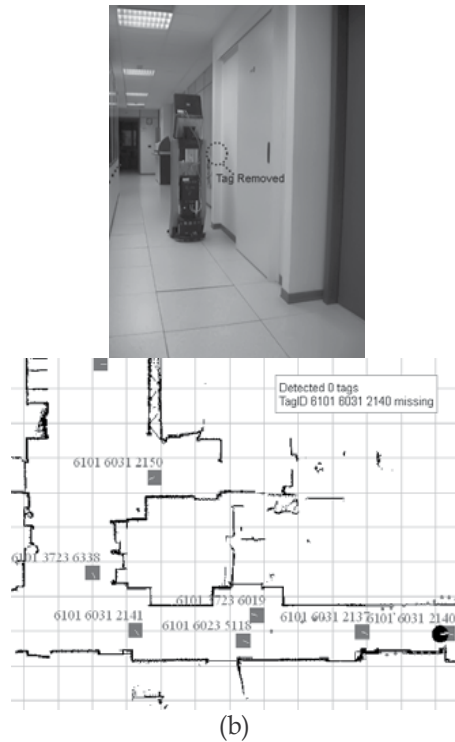 Tag Removed
Detected 0 tags
TagID 6101 6031 2140 missing
6101 6031 2150
6101 3723 6338
6101 3723 6019
6101 6031 2141
6101 6023 5118
6101 6031 2137
6101 6031 2140
(b)